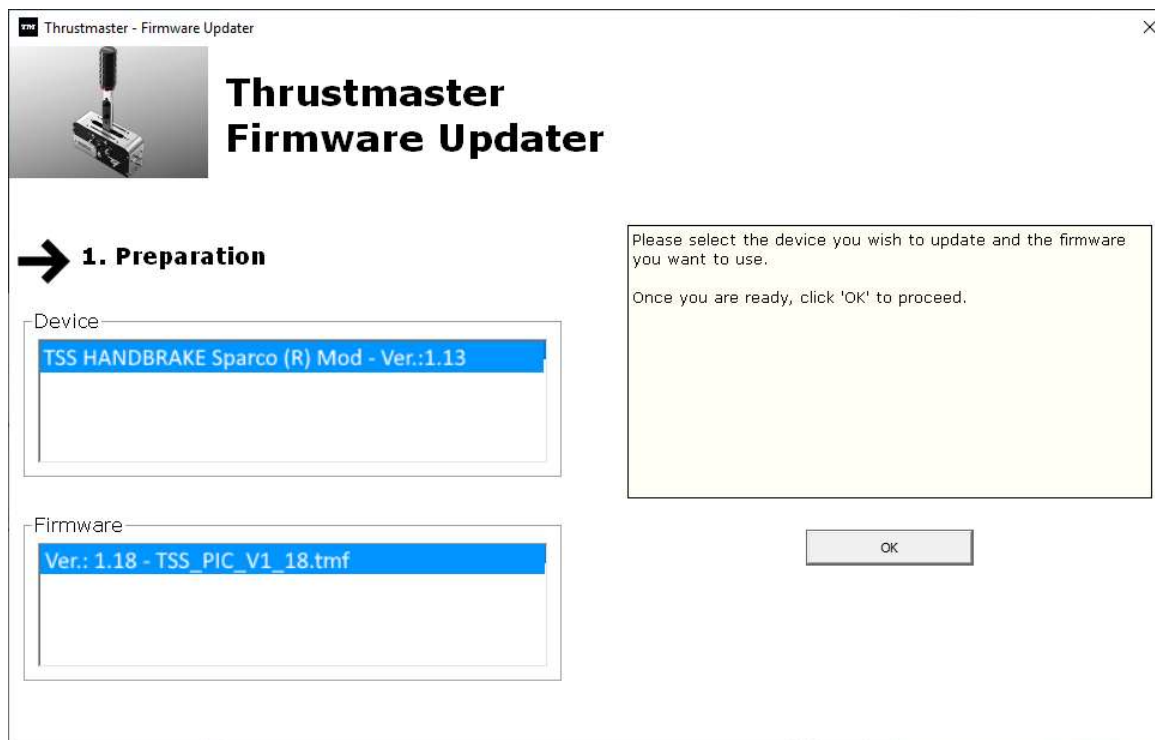 Thrustmaster - Firmware Updater
Thrustmaster
Firmware Updater
1. Preparation
Please select the device you wish to update and the firmware
you want to use.
Once you are ready, click 'OK' to proceed.
Device
TSS HANDBRAKE Sparco (R) Mod - Ver.:1.13
Firmware
Ver.: 1.18 - TSS_PIC_V1_18.tmf
OK